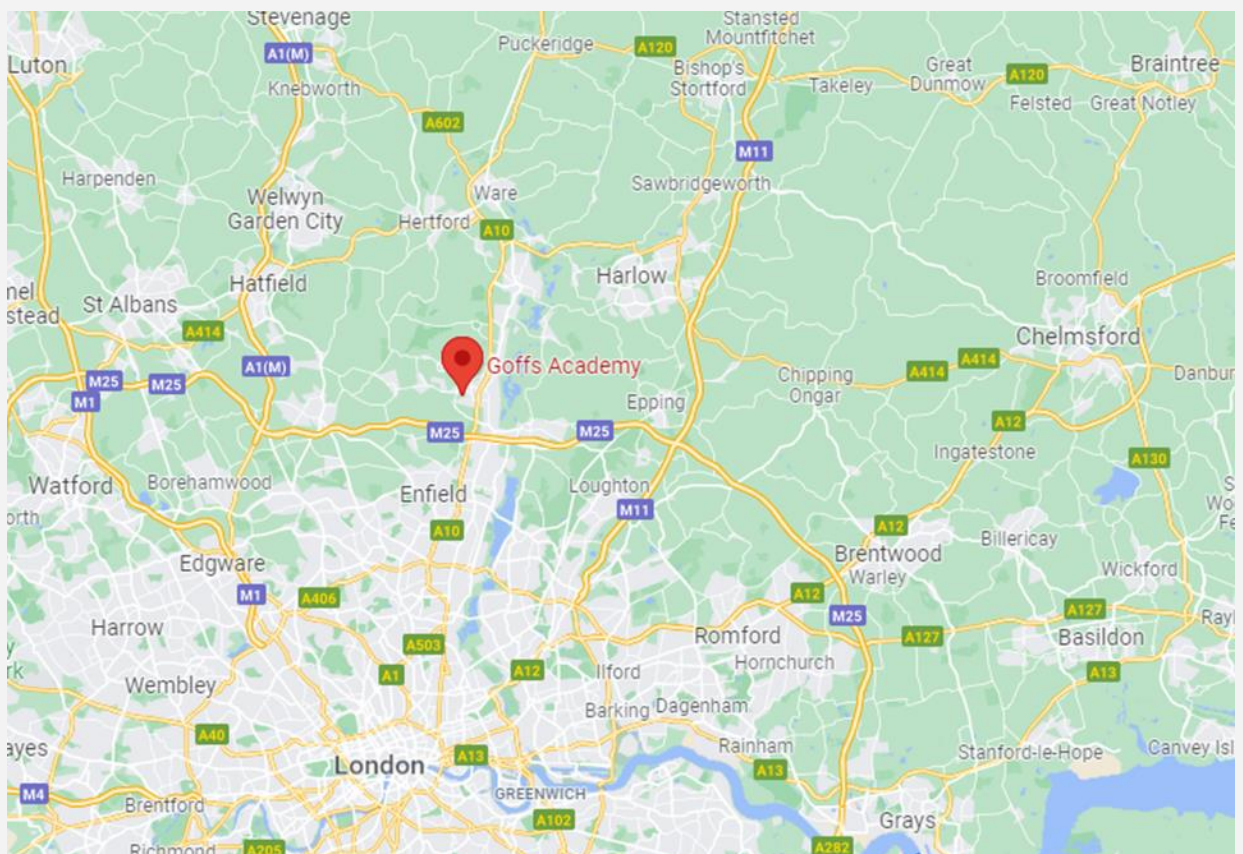 Stevenage
Stansted
Mountfitchet
Puckeridge
A120
A1(M)
Luton
Bishop's
Stortford
Great
Dunmow
Braintree
Knebworth
Takeley
A120
Felsted
Great Notley
A602
M11
Harpenden
Sawbridgeworth
Ware
Welwyn
Garden City
Hertford
A10
Harlow
Broomfield
Hatfield
mel
stead
St Albans
A414
Chelmsford
Goffs Academy
A1(M)
A414
A414
Chipping
Ongar
Danbur
M25
M25
M1
Epping
A12
M25
M25
Ingatestone
A130
Watford
Borehamwood
Enfield
Loughton
M11
orth
S
Wo
Fe
A10
A12
Billericay
Brentwood
Warley
Edgware
Wickford
M1
A406
A12
M25
A127
Harrow
A503
Romford
A127
Basildon
Rayl
y
rk
Hornchurch
A12
Ilford
A13
Wembley
A1
Barking
Dagenham
A40
ayes
London
A13
Rainham
Stanford-le-Hope
Canvey Isl
A13
M4
GREENWICH
Brentford
A102
Grays
Richmond
A205
A282